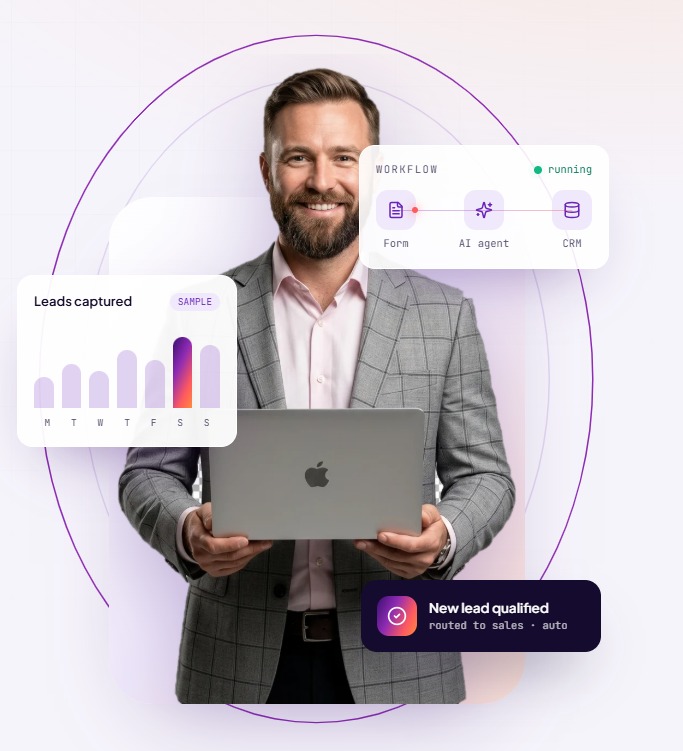 WORKFLOW
running
Form
AI agent
CRM
Leads captured
SAMPLE
M T W T F S S
New lead qualified
routed to sales · auto